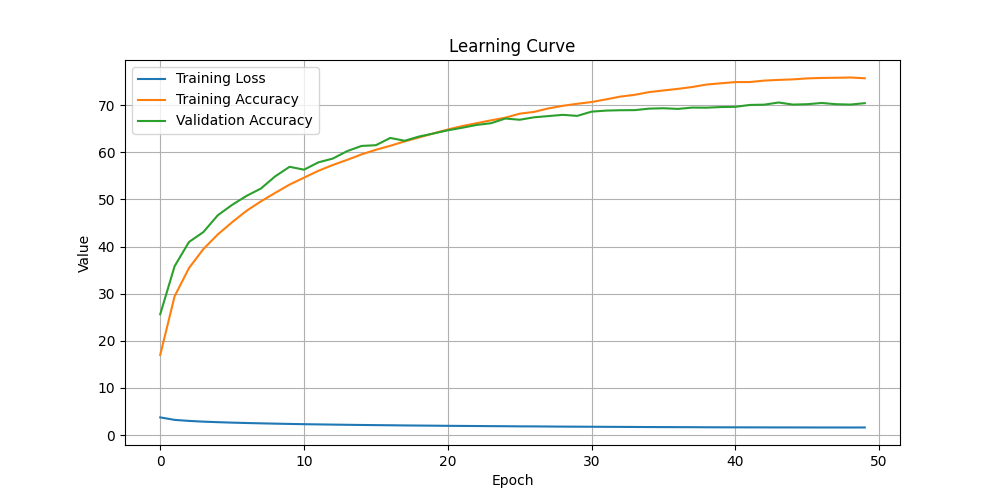 Learning Curve
Training Loss
Training Accuracy
Validation Accuracy
70
60
50
40
30
20
10
0
Value
0 10 20 30 40 50
Epoch